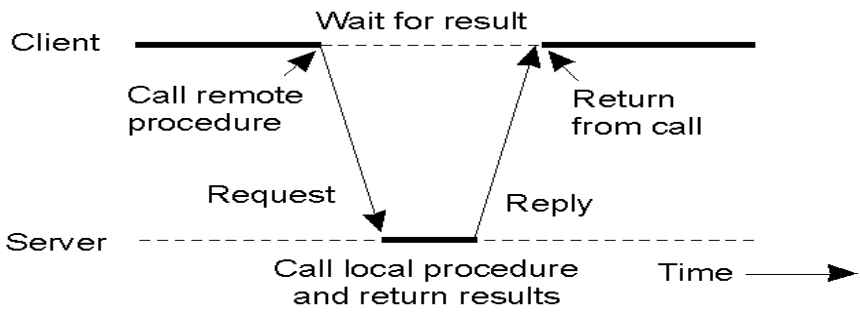 Wait for result
Client
Call remote
procedure
Return
from call
Request
Reply
Server
Call local procedure
and return results
Time